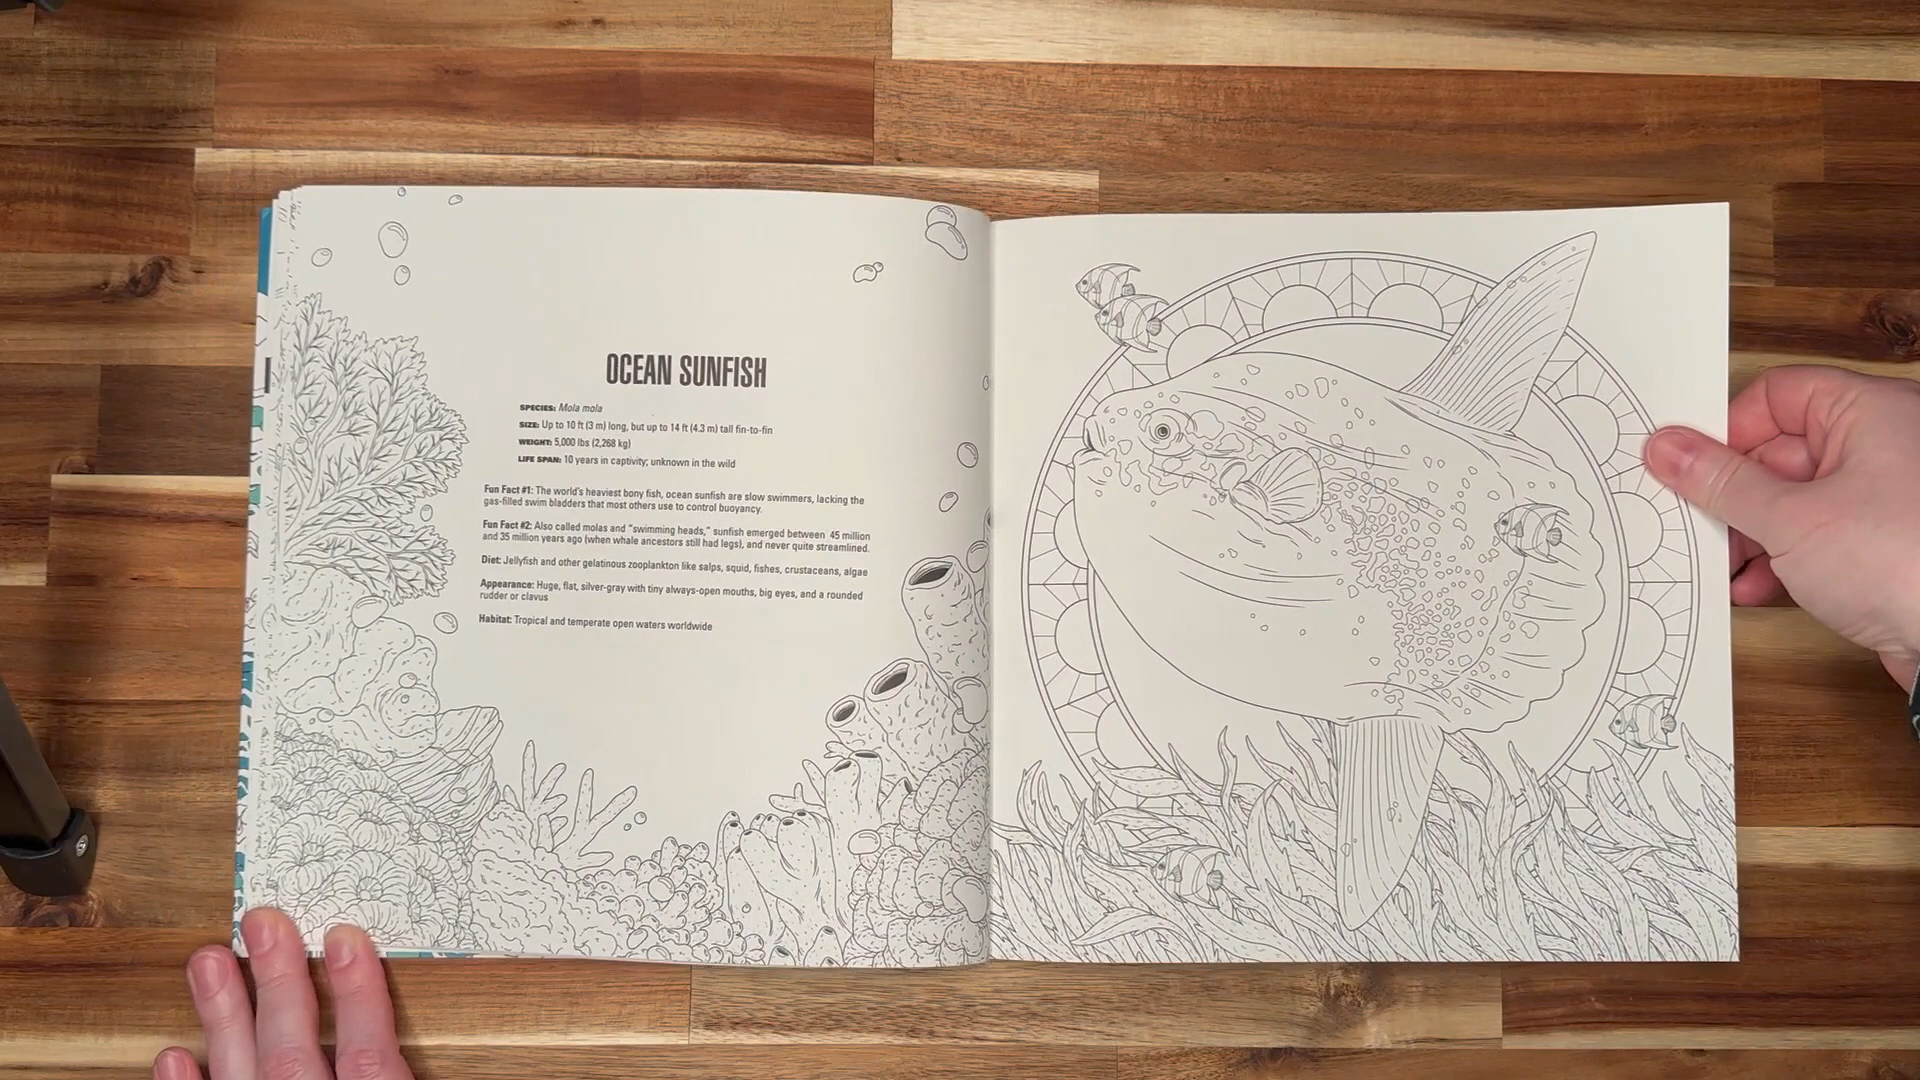 OCEAN SUNFISH
SPECIES: Mola mola
SIZE: Up to 10 ft (3 m) long, but up to 14 ft (4.3 m) tall fin-to-fin
WEIGHT: 5,000 lbs (2,268 kg)
LIFE SPAN: 10 years in captivity; unknown in the wild
Fun Fact #1: The world's heaviest bony fish, ocean sunfish are slow swimmers, lacking the
gas-filled swim bladders that most others use to control buoyancy.
Fun Fact #2: Also called molas and "swimming heads," sunfish emerged between 45 million
and 35 million years ago (when whale ancestors still had legs), and never quite streamlined.
Diet: Jellyfish and other gelatinous zooplankton like salps, squid, fishes, crustaceans, algae
Appearance: Huge, flat, silver-gray with tiny always-open mouths, big eyes, and a rounded
rudder or clavus
Habitat: Tropical and temperate open waters worldwide